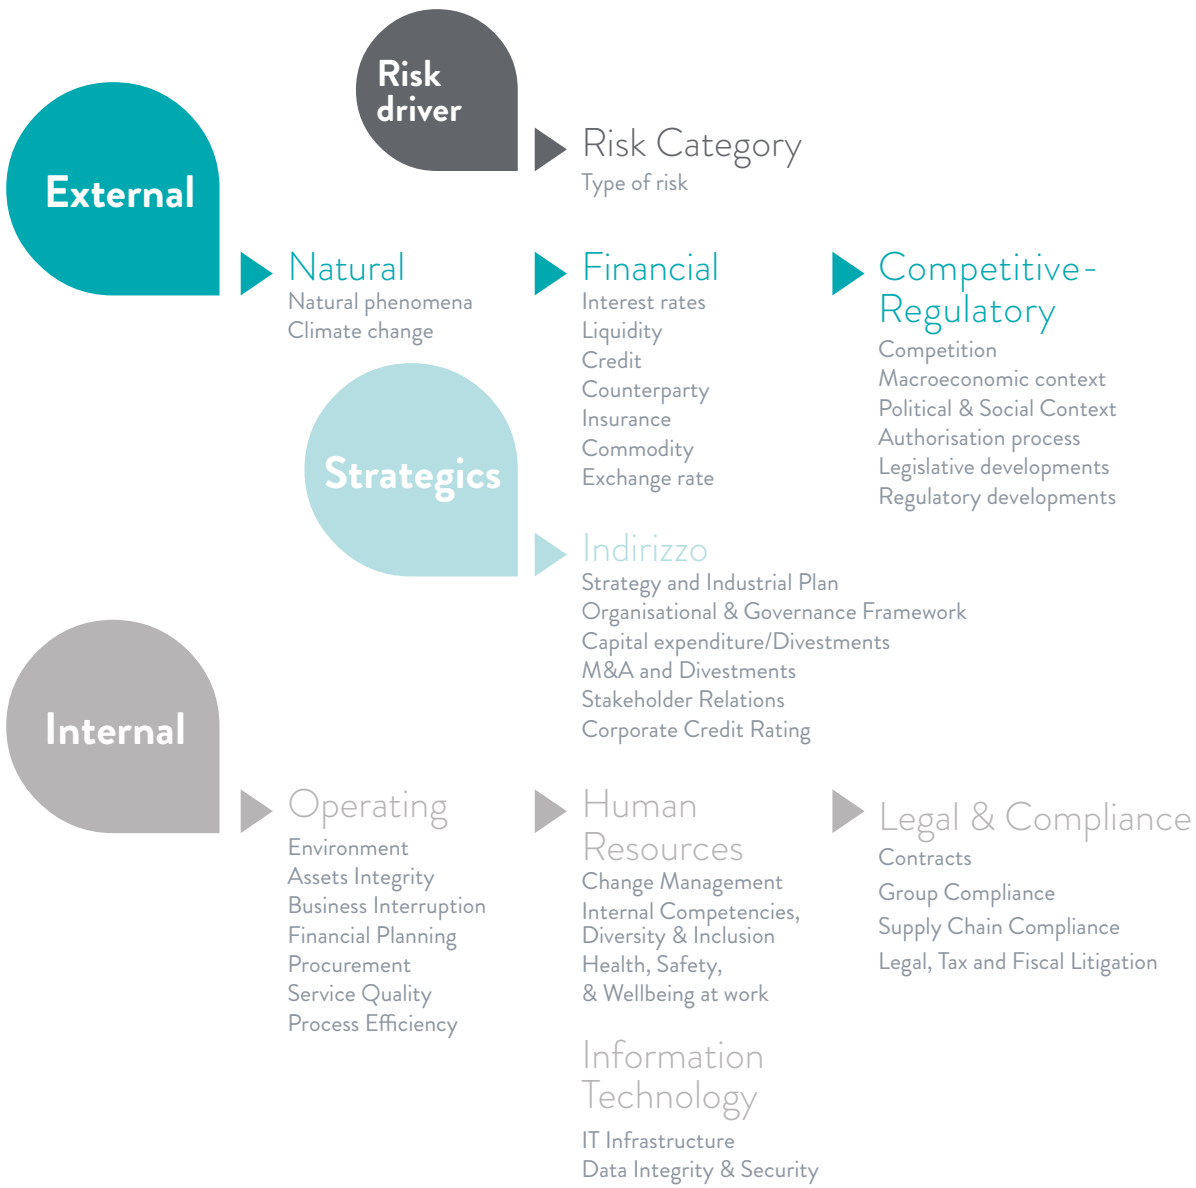 Risk
driver
Risk Category
Type of risk
External
Natural
Natural phenomena
Climate change
Financial
Interest rates
Liquidity
Credit
Counterparty
Insurance
Commodity
Exchange rate
Competitive-
Regulatory
Competition
Macroeconomic context
Political & Social Context
Authorisation process
Legislative developments
Regulatory developments
Strategics
Indirizzo
Strategy and Industrial Plan
Organisational & Governance Framework
Capital expenditure/Divestments
M&A and Divestments
Stakeholder Relations
Corporate Credit Rating
Internal
Operating
Environment
Assets Integrity
Business Interruption
Financial Planning
Procurement
Service Quality
Process Efficiency
Human
Resources
Change Management
Internal Competencies,
Diversity & Inclusion
Health, Safety,
& Wellbeing at work
Information
Technology
IT Infrastructure
Data Integrity & Security
Legal & Compliance
Contracts
Group Compliance
Supply Chain Compliance
Legal, Tax and Fiscal Litigation